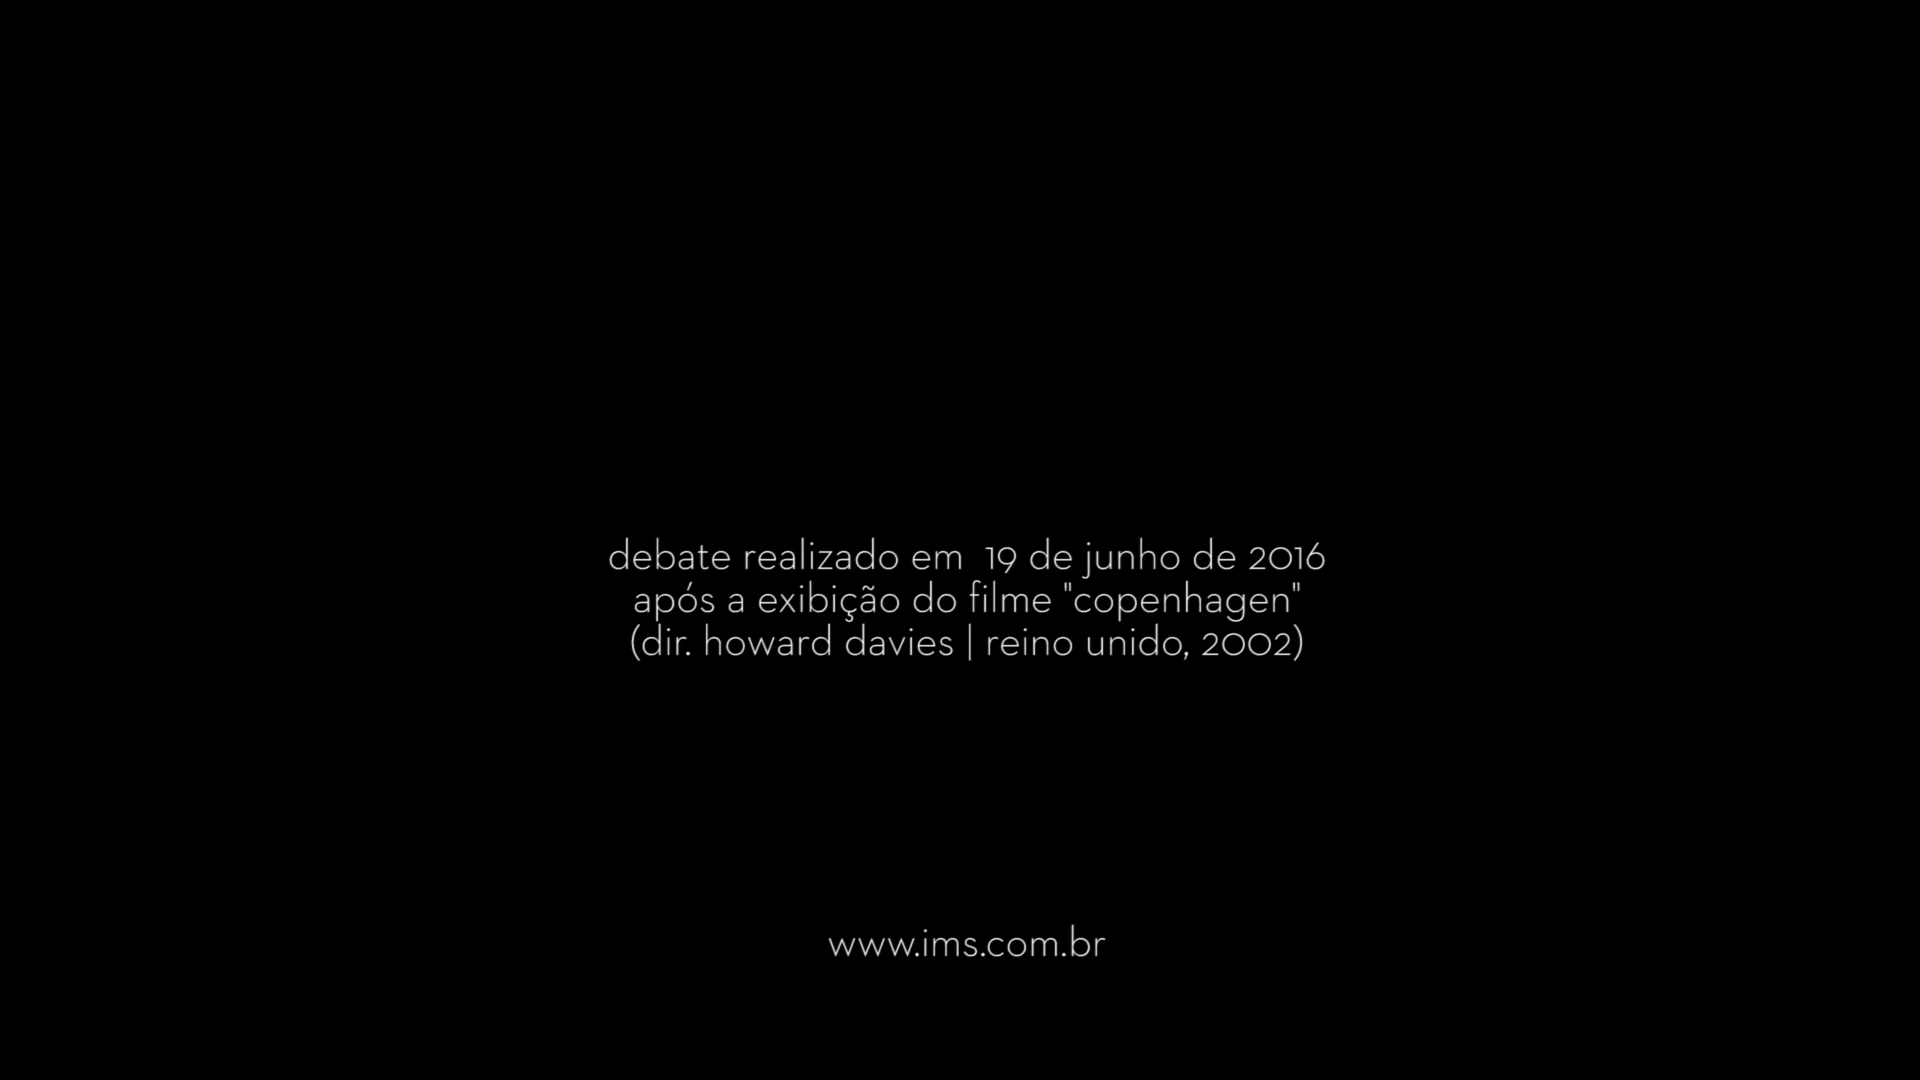 debate realizado em  19 de junho de 2016
após a exibição do filme "copenhagen"
(dir. howard davies | reino unido, 2002)
www.ims.com.br